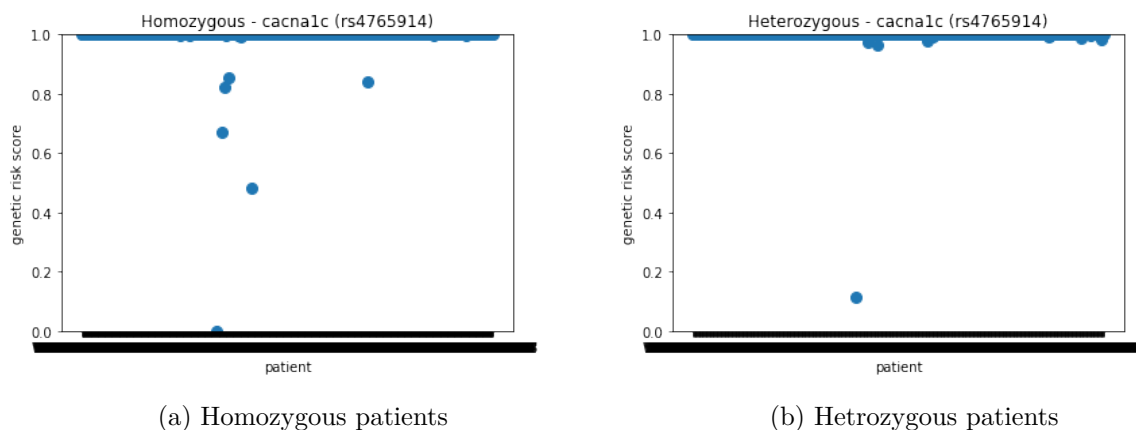 Homozygous - cacna1c (rs4765914)
1.0
0.8
0.6
0.4
0.2
0.0
genetic risk score
patient
(a) Homozygous patients
Heterozygous - cacna1c (rs4765914)
1.0
0.8
0.6
0.4
0.2
0.0
genetic risk score
patient
(b) Hetrozygous patients